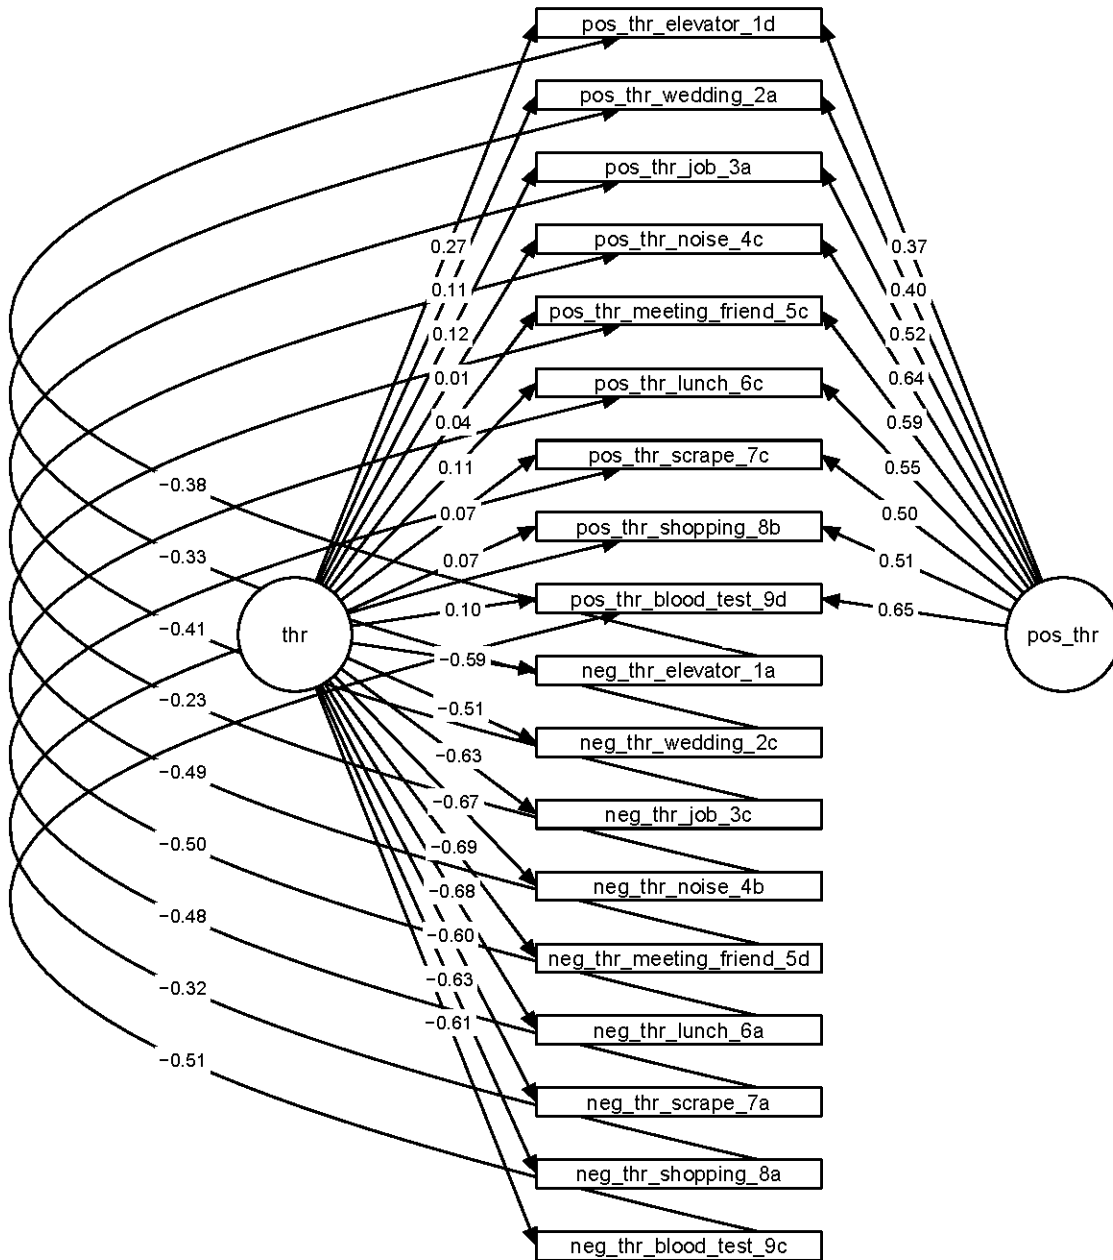 pos_thr_elevator_1d
pos_thr_wedding_2a
pos_thr_job_3a
pos_thr_noise_4c
0.27
0.37
0.11
0.40
pos_thr_meeting_friend_5c
0.12
0.52
0.01
pos_thr_lunch_6c
0.64
0.04
0.59
pos_thr_scrape_7c
0.11
0.55
−0.38
0.07
0.50
pos_thr_shopping_8b
−0.33
0.07
0.51
pos_thr_blood_test_9d
0.10
0.65
−0.41
thr
pos_thr
−0.59
neg_thr_elevator_1a
−0.23
−0.51
neg_thr_wedding_2c
−0.63
−0.49
−0.67
neg_thr_job_3c
−0.50
−0.69
neg_thr_noise_4b
−0.68
−0.48
−0.60
neg_thr_meeting_friend_5d
−0.63
−0.32
−0.61
neg_thr_lunch_6a
−0.51
neg_thr_scrape_7a
neg_thr_shopping_8a
neg_thr_blood_test_9c